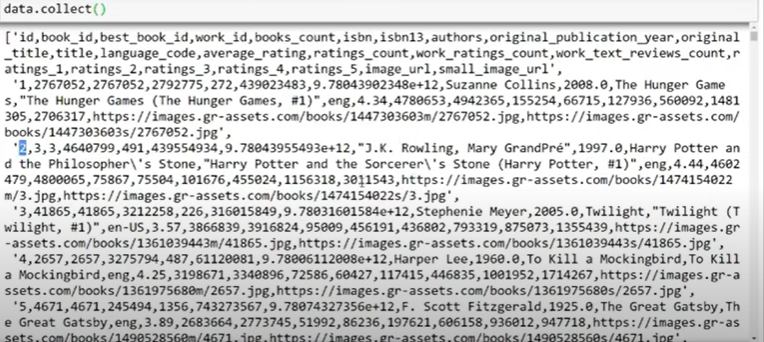 data.collect()
['id,book_id,best_book_id,work_id,books_count,isbn,isbn13,authors,original_publication_year,original
_title,title,language_code,average_rating,ratings_count,work_ratings_count,work_text_reviews_count,r
atings_1,ratings_2,ratings_3,ratings_4,ratings_5,image_url,small_image_url',
'1,2767052,2767052,2792775,272,439023483,9.78043902348e+12,Suzanne Collins,2008.0,The Hunger Game
s,"The Hunger Games (The Hunger Games, #1)",eng,4.34,4780653,4942365,155254,66715,127936,560092,1481
305,2706317,https://images.gr-assets.com/books/1447303603m/2767052.jpg,https://images.gr-assets.com/
books/1447303603s/2767052.jpg',
'2,3,3,4640799,491,439554934,9.78043955493e+12,"J.K. Rowling, Mary GrandPré",1997.0,Harry Potter an
d the Philosopher\'s Stone,"Harry Potter and the Sorcerer\'s Stone (Harry Potter, #1)",eng,4.44,4602
479,4800065,75867,75504,101676,455024,1156318,3011543,https://images.gr-assets.com/books/1474154022
m/3.jpg,https://images.gr-assets.com/books/1474154022s/3.jpg',
'3,41865,41865,3212258,226,316015849,9.78031601584e+12,Stephenie Meyer,2005.0,Twilight,"Twilight (T
wilight, #1)",en-US,3.57,3866839,3916824,95009,456191,436802,793319,875073,1355439,https://images.gr
-assets.com/books/1361039443m/41865.jpg,https://images.gr-assets.com/books/1361039443s/41865.jpg',
'4,2657,2657,3275794,487,61120081,9.78006112008e+12,Harper Lee,1960.0,To Kill a Mockingbird,To Kill
a Mockingbird,eng,4.25,3198671,3340896,72586,60427,117415,446835,1001952,1714267,https://images.gr-a
ssets.com/books/1361975680m/2657.jpg,https://images.gr-assets.com/books/1361975680s/2657.jpg',
'5,4671,4671,245494,1356,743273567,9.78074327356e+12,F. Scott Fitzgerald,1925.0,The Great Gatsby,Th
e Great Gatsby,eng,3.89,2683664,2773745,51992,86236,197621,606158,936012,947718,https://images.gr-as
sets.com/books/1490528560m/4671.jpg,https://images.gr-assets.com/books/1490528560s/4671.jpg',